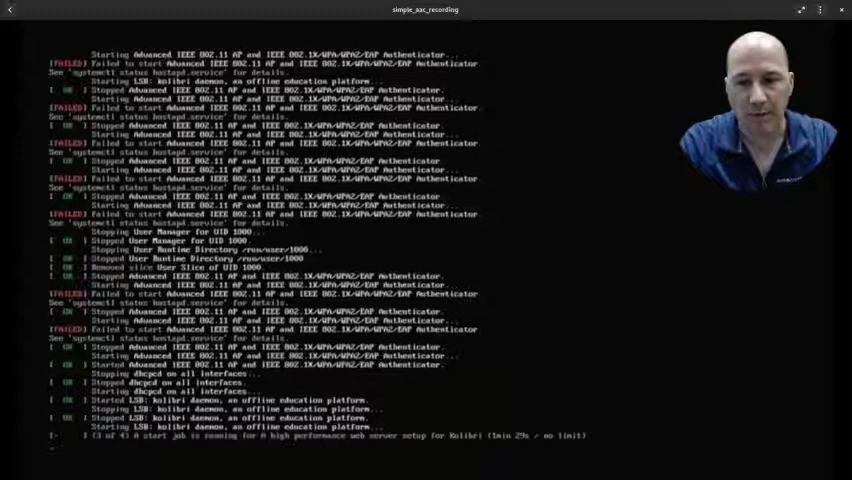 simple_aac_recording
Starting Advanced IEEE 802.11 AP and IEEE 802.1X/WPA/WPA2/EAP Authenticator...
[FAILED] Failed to start Advanced IEEE 802.11 AP and IEEE 802.1X/WPA/WPA2/EAP Authenticator.
See 'systemctl status hostapd.service' for details.
Starting LSB: kolibri daemon, an offline education platform...
[ OK ] Stopped Advanced IEEE 802.11 AP and IEEE 802.1X/WPA/WPA2/EAP Authenticator.
Starting Advanced IEEE 802.11 AP and IEEE 802.1X/WPA/WPA2/EAP Authenticator...
[FAILED] Failed to start Advanced IEEE 802.11 AP and IEEE 802.1X/WPA/WPA2/EAP Authenticator.
See 'systemctl status hostapd.service' for details.
[ OK ] Stopped Advanced IEEE 802.11 AP and IEEE 802.1X/WPA/WPA2/EAP Authenticator.
Starting Advanced IEEE 802.11 AP and IEEE 802.1X/WPA/WPA2/EAP Authenticator...
[FAILED] Failed to start Advanced IEEE 802.11 AP and IEEE 802.1X/WPA/WPA2/EAP Authenticator.
See 'systemctl status hostapd.service' for details.
[ OK ] Stopped Advanced IEEE 802.11 AP and IEEE 802.1X/WPA/WPA2/EAP Authenticator.
Starting Advanced IEEE 802.11 AP and IEEE 802.1X/WPA/WPA2/EAP Authenticator...
[FAILED] Failed to start Advanced IEEE 802.11 AP and IEEE 802.1X/WPA/WPA2/EAP Authenticator.
See 'systemctl status hostapd.service' for details.
[ OK ] Stopped Advanced IEEE 802.11 AP and IEEE 802.1X/WPA/WPA2/EAP Authenticator.
Starting Advanced IEEE 802.11 AP and IEEE 802.1X/WPA/WPA2/EAP Authenticator...
[FAILED] Failed to start Advanced IEEE 802.11 AP and IEEE 802.1X/WPA/WPA2/EAP Authenticator.
See 'systemctl status hostapd.service' for details.
Stopping User Manager for UID 1000...
[ OK ] Stopped User Manager for UID 1000.
Stopping User Runtime Directory /run/user/1000...
[ OK ] Stopped User Runtime Directory /run/user/1000.
[ OK ] Removed slice User Slice of UID 1000.
[ OK ] Stopped Advanced IEEE 802.11 AP and IEEE 802.1X/WPA/WPA2/EAP Authenticator.
Starting Advanced IEEE 802.11 AP and IEEE 802.1X/WPA/WPA2/EAP Authenticator...
[FAILED] Failed to start Advanced IEEE 802.11 AP and IEEE 802.1X/WPA/WPA2/EAP Authenticator.
See 'systemctl status hostapd.service' for details.
[ OK ] Stopped Advanced IEEE 802.11 AP and IEEE 802.1X/WPA/WPA2/EAP Authenticator.
Starting Advanced IEEE 802.11 AP and IEEE 802.1X/WPA/WPA2/EAP Authenticator...
[FAILED] Failed to start Advanced IEEE 802.11 AP and IEEE 802.1X/WPA/WPA2/EAP Authenticator.
See 'systemctl status hostapd.service' for details.
[ OK ] Stopped Advanced IEEE 802.11 AP and IEEE 802.1X/WPA/WPA2/EAP Authenticator.
Starting Advanced IEEE 802.11 AP and IEEE 802.1X/WPA/WPA2/EAP Authenticator...
[ OK ] Started Advanced IEEE 802.11 AP and IEEE 802.1X/WPA/WPA2/EAP Authenticator.
Stopping dhcpcd on all interfaces...
[ OK ] Stopped dhcpcd on all interfaces.
Starting dhcpcd on all interfaces...
[ OK ] Started LSB: kolibri daemon, an offline education platform.
Stopping LSB: kolibri daemon, an offline education platform...
[ OK ] Stopped LSB: kolibri daemon, an offline education platform.
Starting LSB: kolibri daemon, an offline education platform...
(3 of 4) A start job is running for A high performance web server setup for Kolibri (1min 29s / no limit)